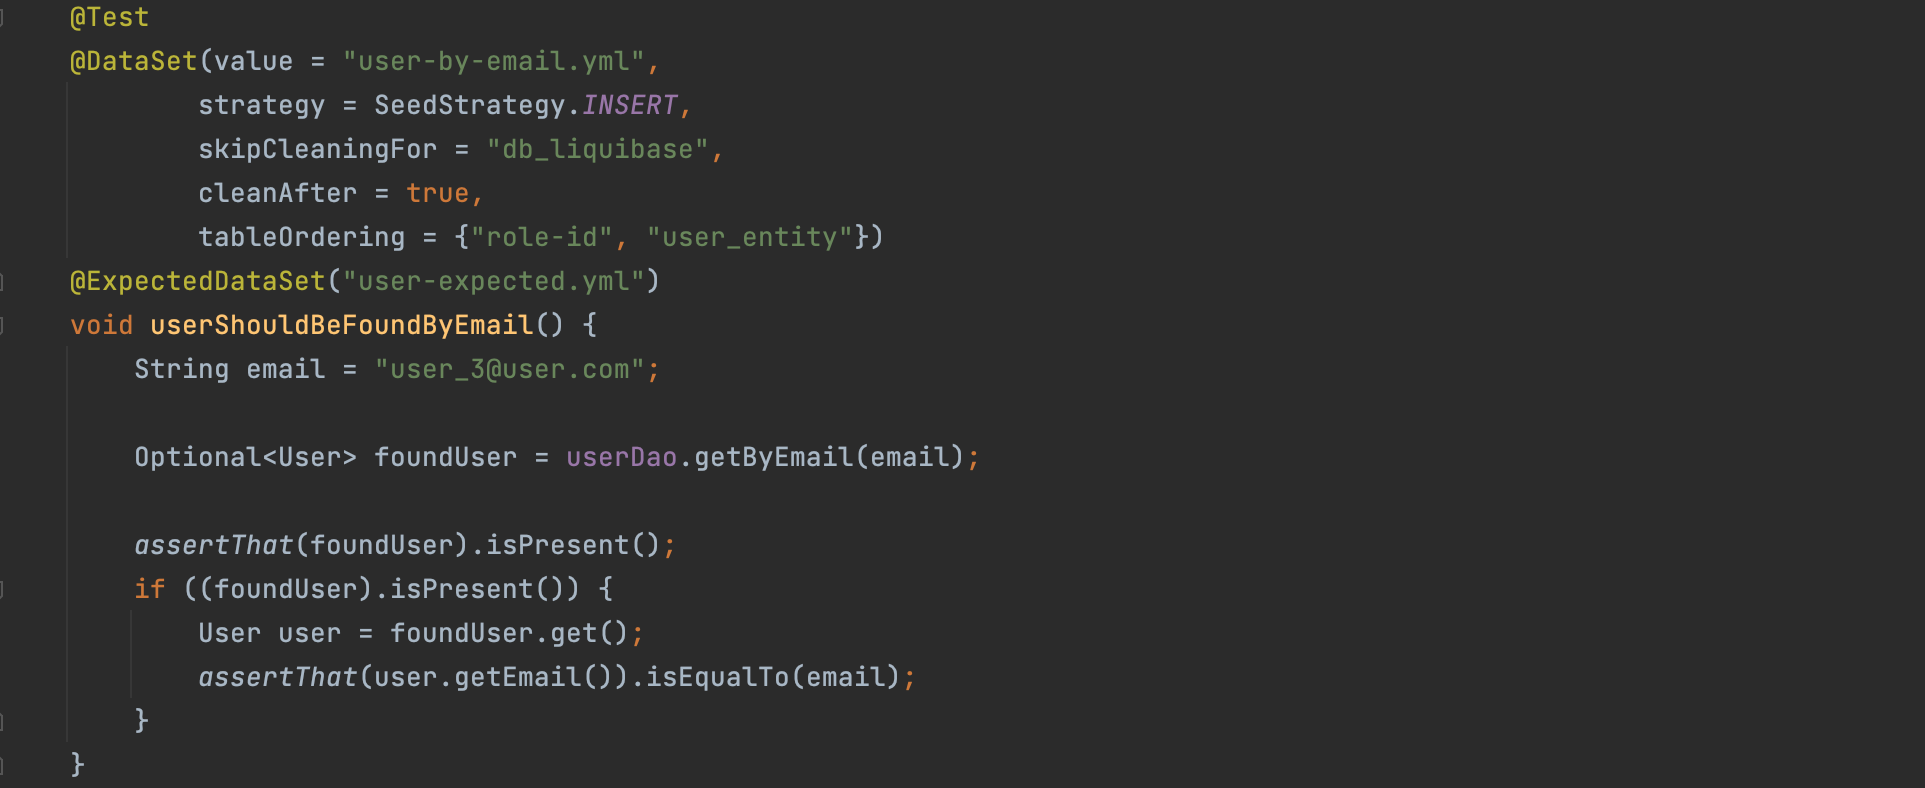 @Test
@DataSet(value = "user-by-email.yml",
        strategy = SeedStrategy.INSERT,
        skipCleaningFor = "db_liquibase",
        cleanAfter = true,
        tableOrdering = {"role-id", "user_entity"})
@ExpectedDataSet("user-expected.yml")
void userShouldBeFoundByEmail() {
    String email = "user_3@user.com";
    Optional<User> foundUser = userDao.getByEmail(email);
    assertThat(foundUser).isPresent();
    if ((foundUser).isPresent()) {
        User user = foundUser.get();
        assertThat(user.getEmail()).isEqualTo(email);
    }
}